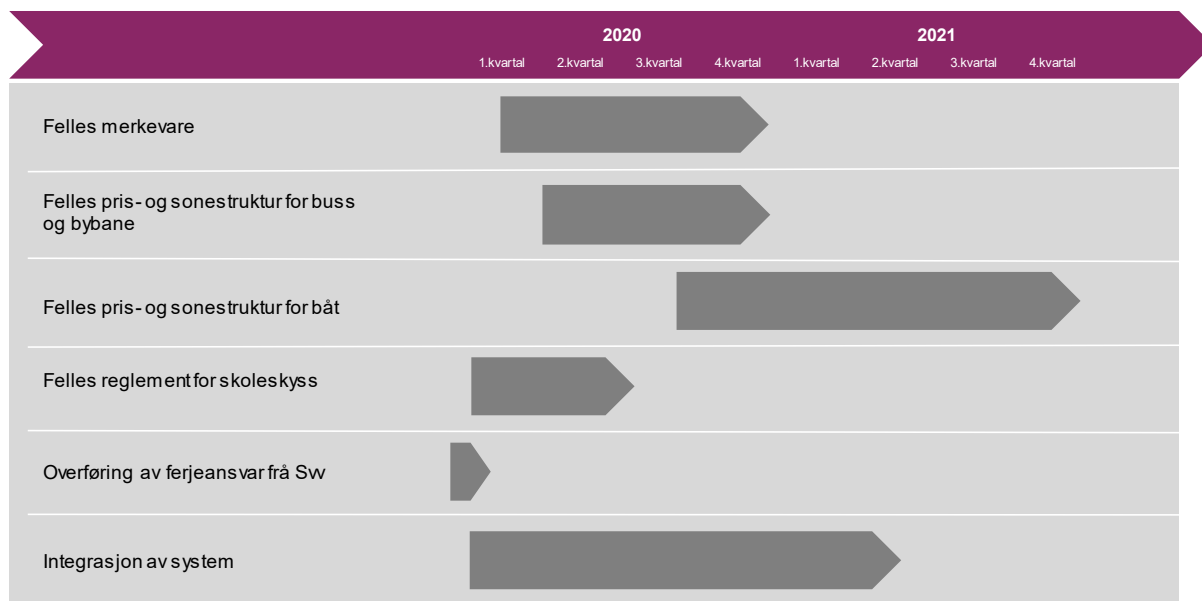 2020 2021
1.kvartal 2.kvartal 3.kvartal 4.kvartal 1.kvartal 2.kvartal 3.kvartal 4.kvartal
Felles merkevare
Felles pris- og sonestruktur for buss
og bybane
Felles pris- og sonestruktur for båt
Felles reglement for skoleskyss
Overføring av ferjeansvar frå Svv
Integrasjon av system